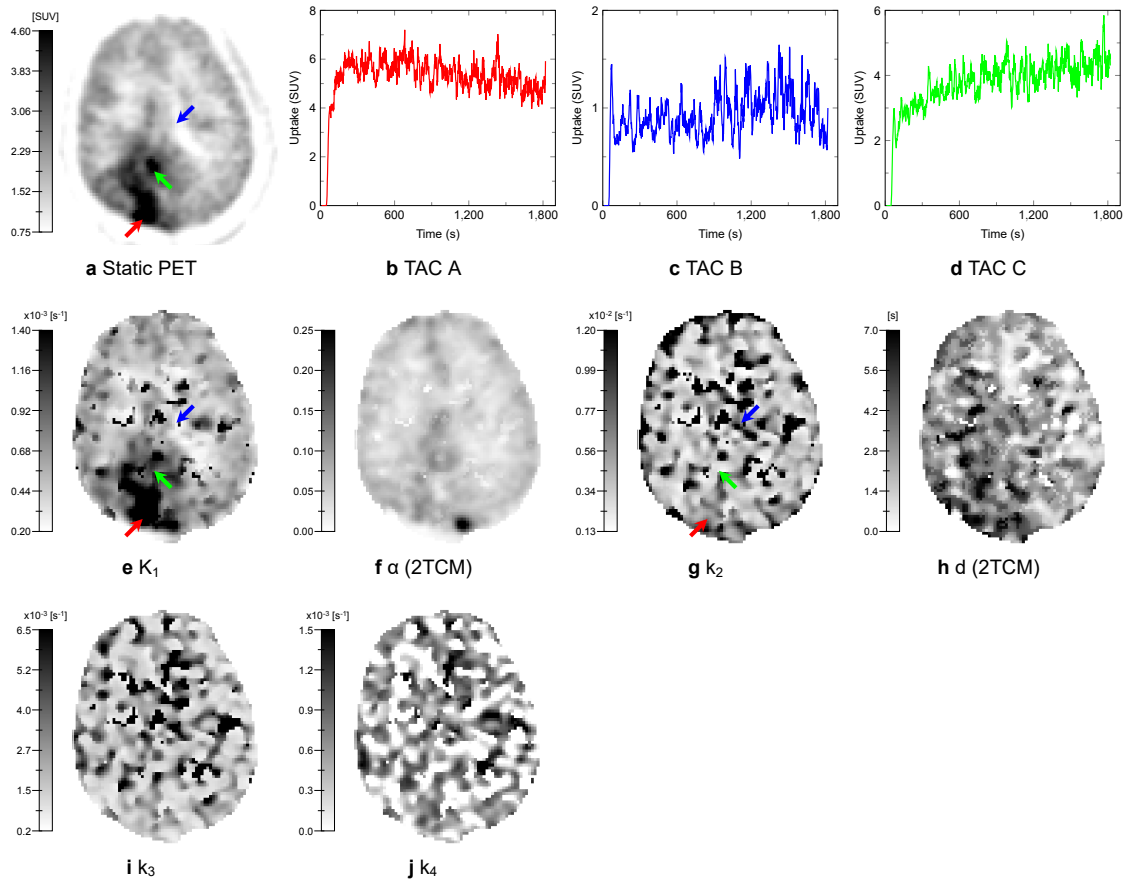 [SUV]
4.60
3.83
3.06
2.29
1.52
0.75
a Static PET
Uptake (SUV)
8
6
4
2
0
0 600 1,200 1,800
Time (s)
b TAC A
Uptake (SUV)
2
1
0
0 600 1,200 1,800
Time (s)
c TAC B
Uptake (SUV)
6
4
2
0
0 600 1,200 1,800
Time (s)
d TAC C
x10⁻³ [s⁻¹]
1.40
1.16
0.92
0.68
0.44
0.20
e K₁
0.25
0.20
0.15
0.10
0.05
0.00
f α (2TCM)
x10⁻² [s⁻¹]
1.20
0.99
0.77
0.56
0.34
0.13
g k₂
[s]
7.0
5.6
4.2
2.8
1.4
0.0
h d (2TCM)
x10⁻³ [s⁻¹]
6.5
5.2
4.0
2.7
1.5
0.2
i k₃
x10⁻³ [s⁻¹]
1.5
1.2
0.9
0.6
0.3
0.0
j k₄